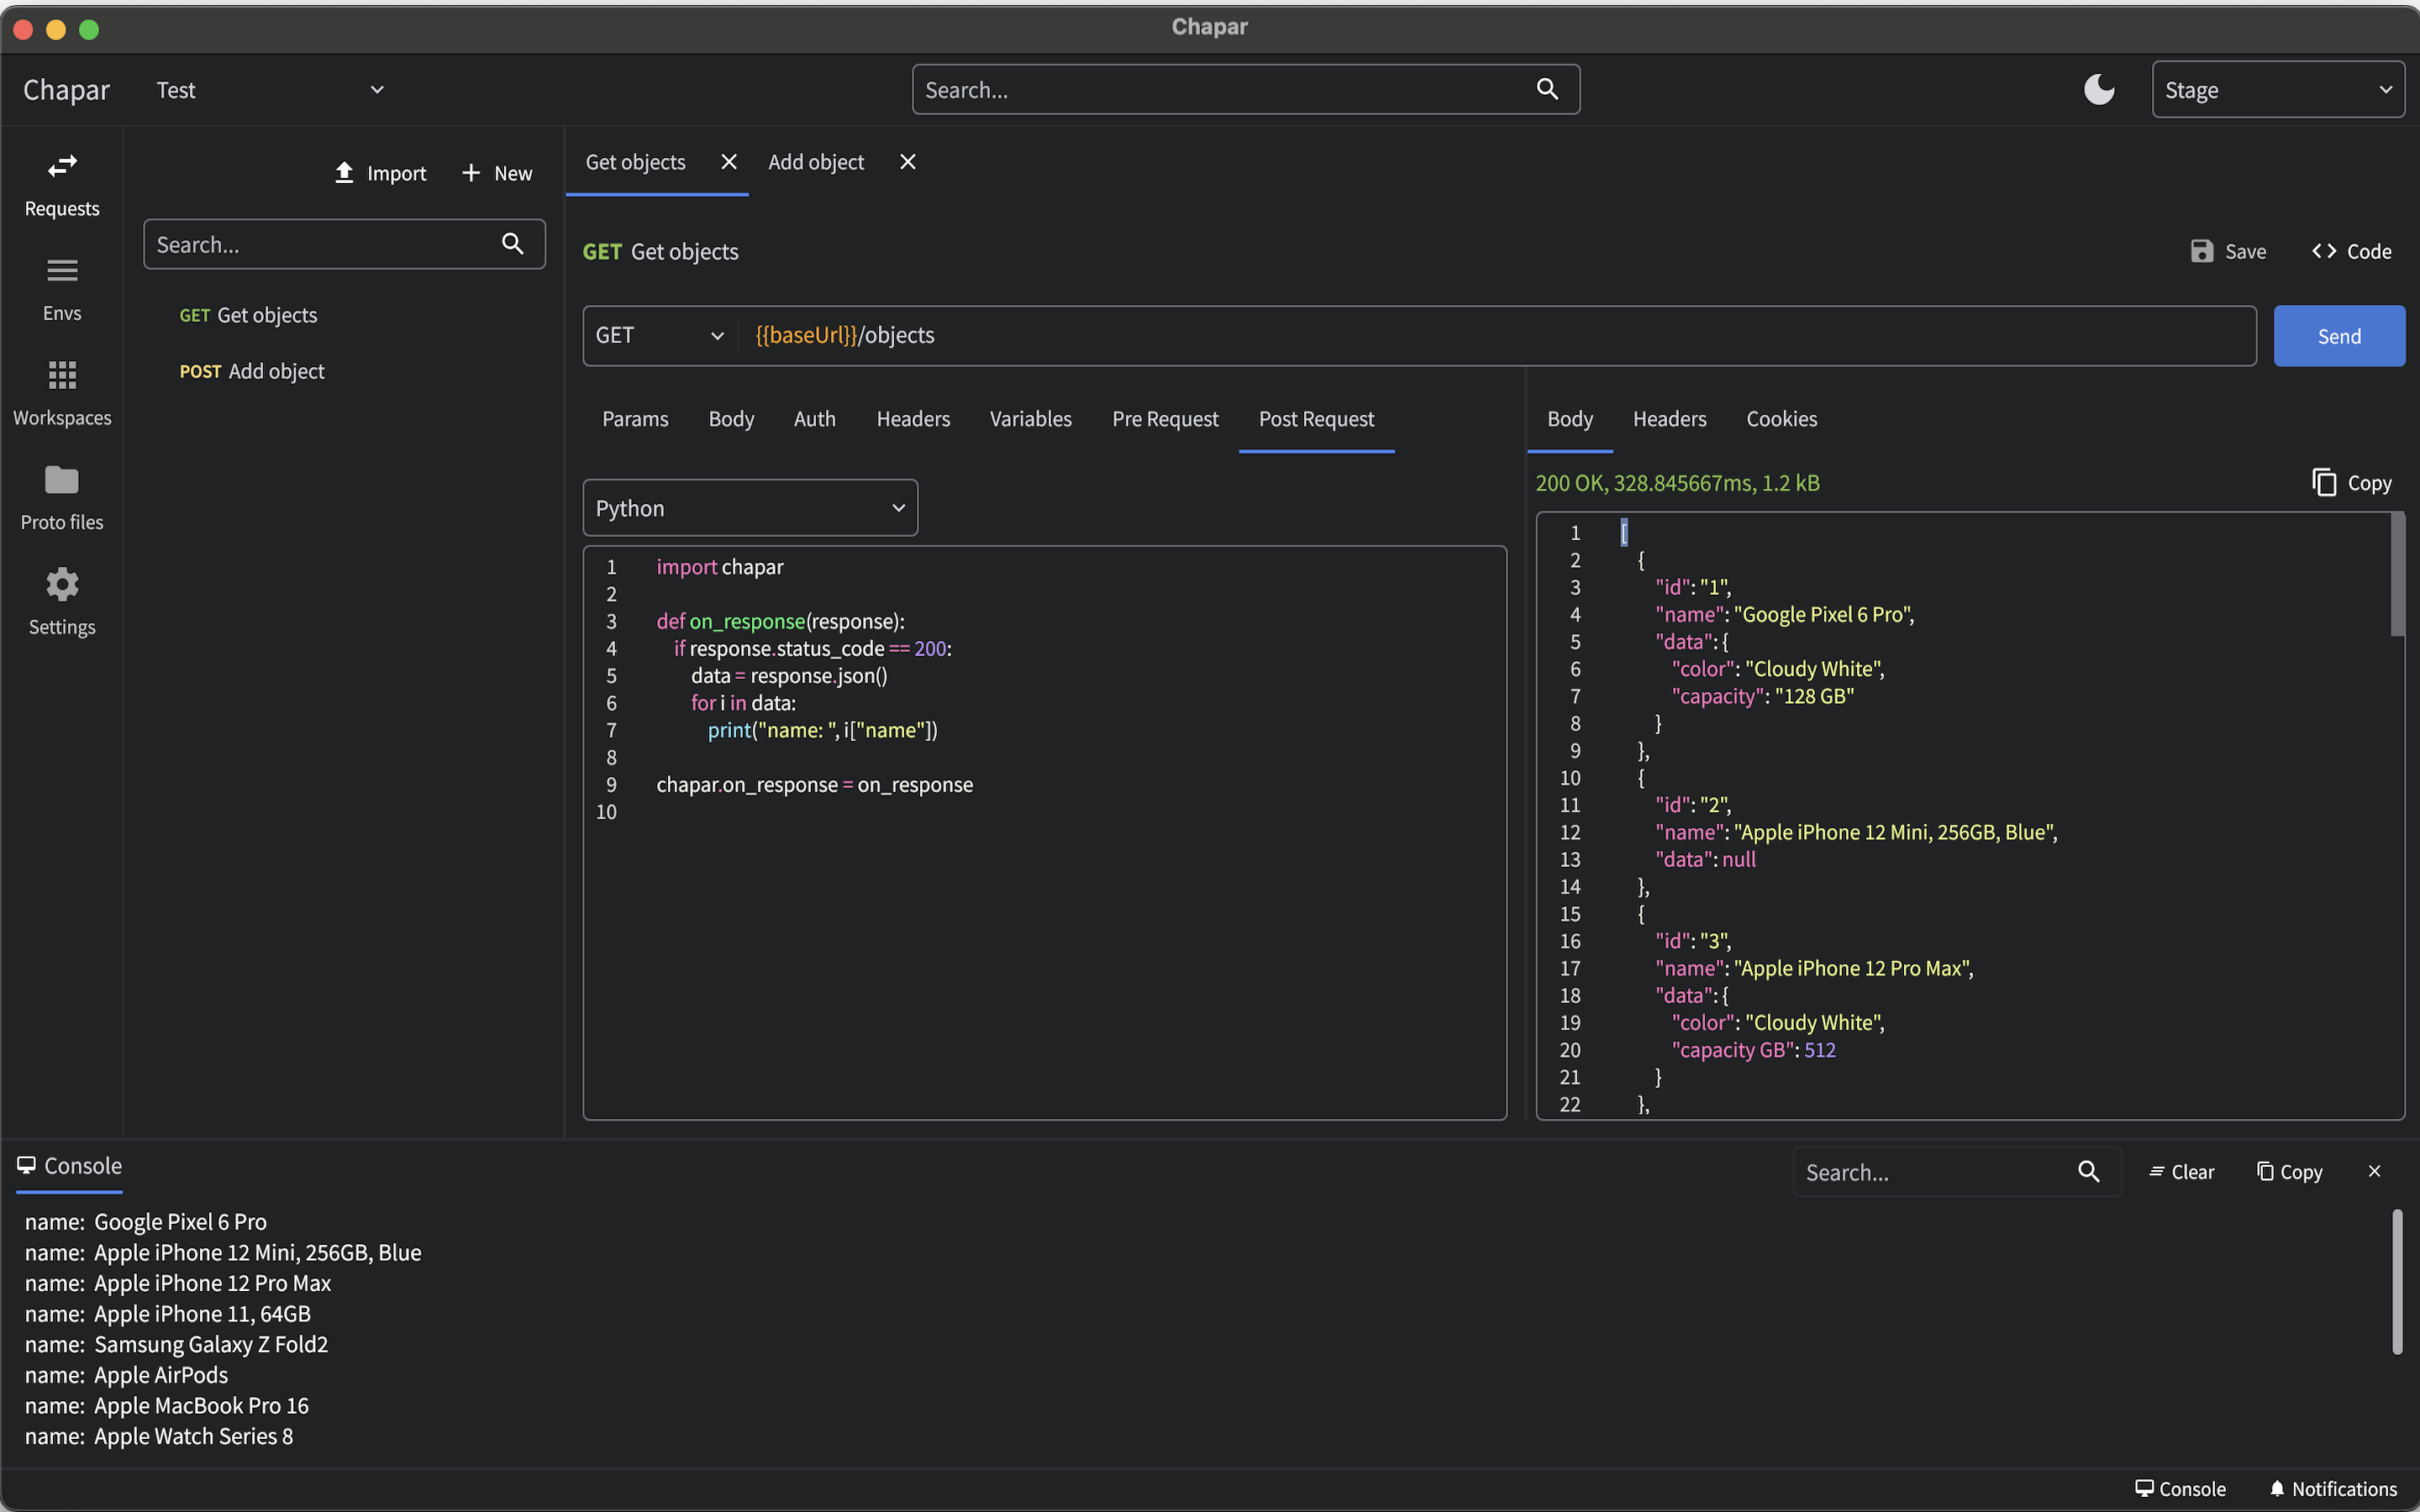 Chapar
Chapar
Test
Search...
Stage
Requests
Envs
Workspaces
Proto files
Settings
Import
New
Search...
GET Get objects
POST Add object
Get objects
Add object
GET Get objects
Save
Code
GET
{{baseUrl}}/objects
Send
Params Body Auth Headers Variables Pre Request Post Request
Python
1 import chapar
2
3 def on_response(response):
4 if response.status_code == 200:
5 data = response.json()
6 for i in data:
7 print("name: ", i["name"])
8
9 chapar.on_response = on_response
10
Body Headers Cookies
200 OK, 328.845667ms, 1.2 kB
Copy
1 [
2 {
3 "id": "1",
4 "name": "Google Pixel 6 Pro",
5 "data": {
6 "color": "Cloudy White",
7 "capacity": "128 GB"
8 }
9 },
10 {
11 "id": "2",
12 "name": "Apple iPhone 12 Mini, 256GB, Blue",
13 "data": null
14 },
15 {
16 "id": "3",
17 "name": "Apple iPhone 12 Pro Max",
18 "data": {
19 "color": "Cloudy White",
20 "capacity GB": 512
21 }
22 },
Console
Search...
Clear
Copy
name: Google Pixel 6 Pro
name: Apple iPhone 12 Mini, 256GB, Blue
name: Apple iPhone 12 Pro Max
name: Apple iPhone 11, 64GB
name: Samsung Galaxy Z Fold2
name: Apple AirPods
name: Apple MacBook Pro 16
name: Apple Watch Series 8
Console
Notifications